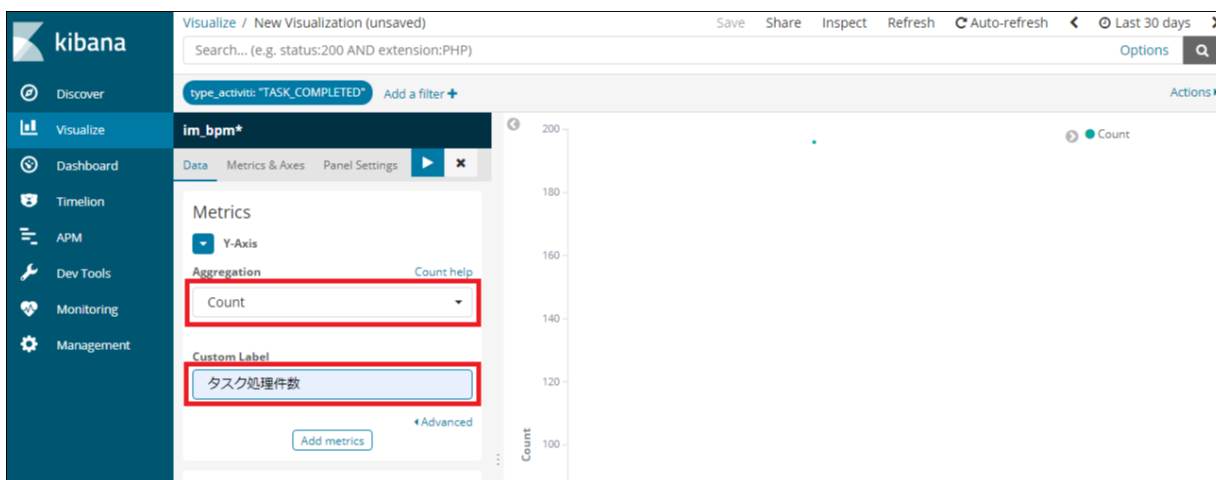 kibana
Discover
Visualize
Dashboard
Timelion
APM
Dev Tools
Monitoring
Management
Visualize / New Visualization (unsaved)
Save Share Inspect Refresh Auto-refresh Last 30 days
Search... (e.g. status:200 AND extension:PHP)
Options
type_activiti: "TASK_COMPLETED" Add a filter +
Actions
im_bpm*
Data Metrics & Axes Panel Settings
Metrics
Y-Axis
Aggregation Count help
Count
Custom Label
タスク処理件数
Advanced
Add metrics
200
180
160
140
120
100
Count
Count